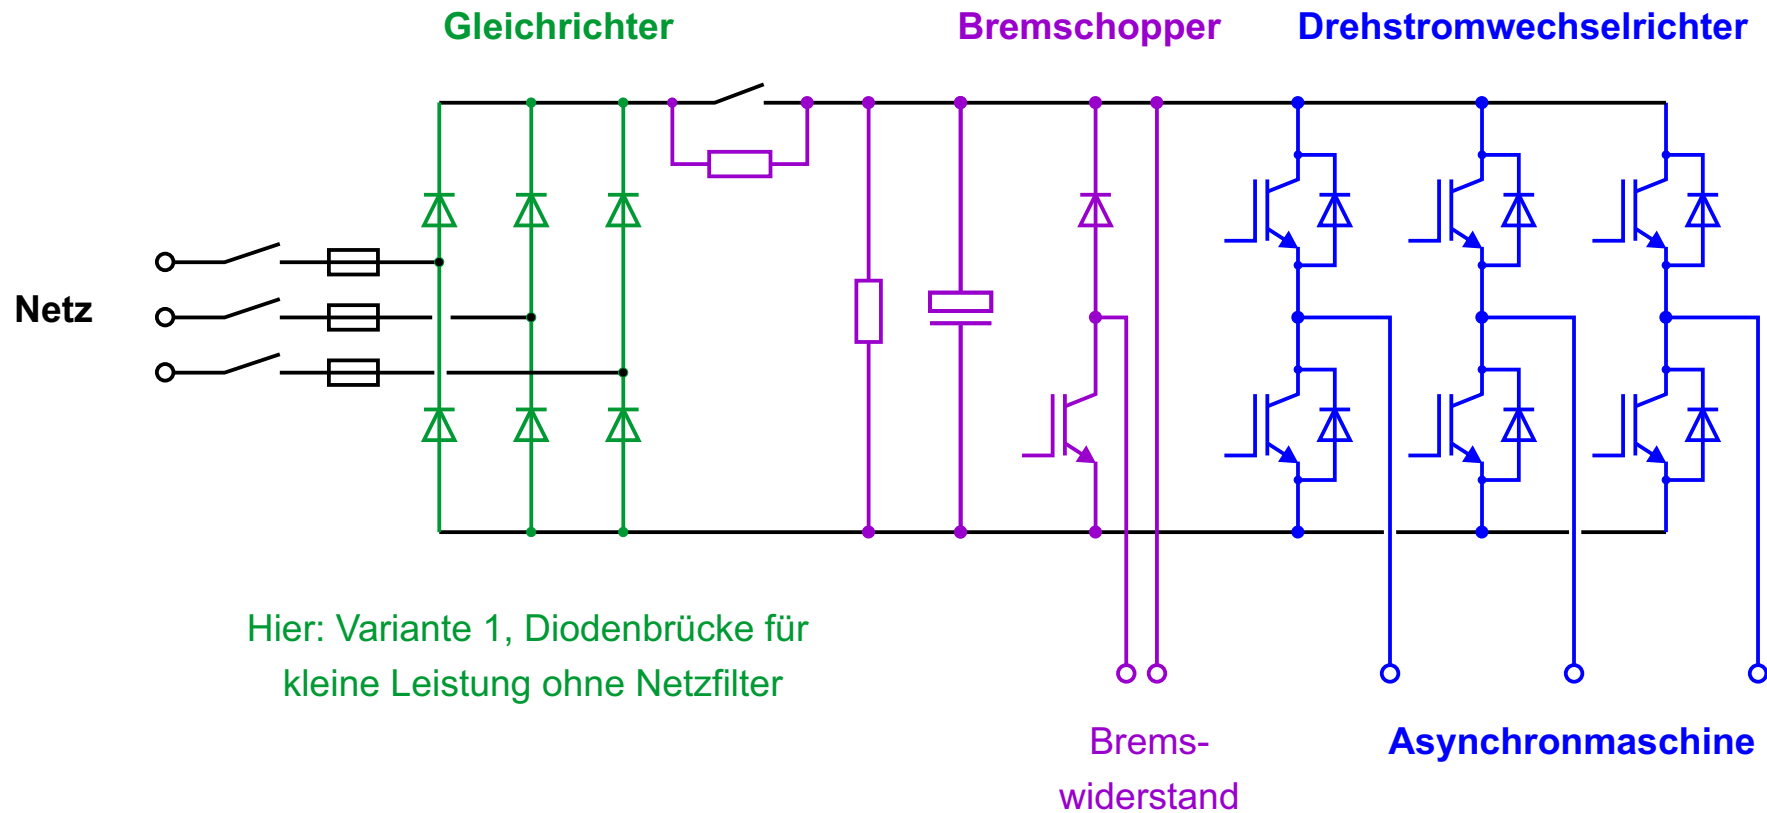 Gleichrichter
Bremschopper
Drehstromwechselrichter
Netz
Hier: Variante 1, Diodenbrücke für
kleine Leistung ohne Netzfilter
Brems-
widerstand
Asynchronmaschine